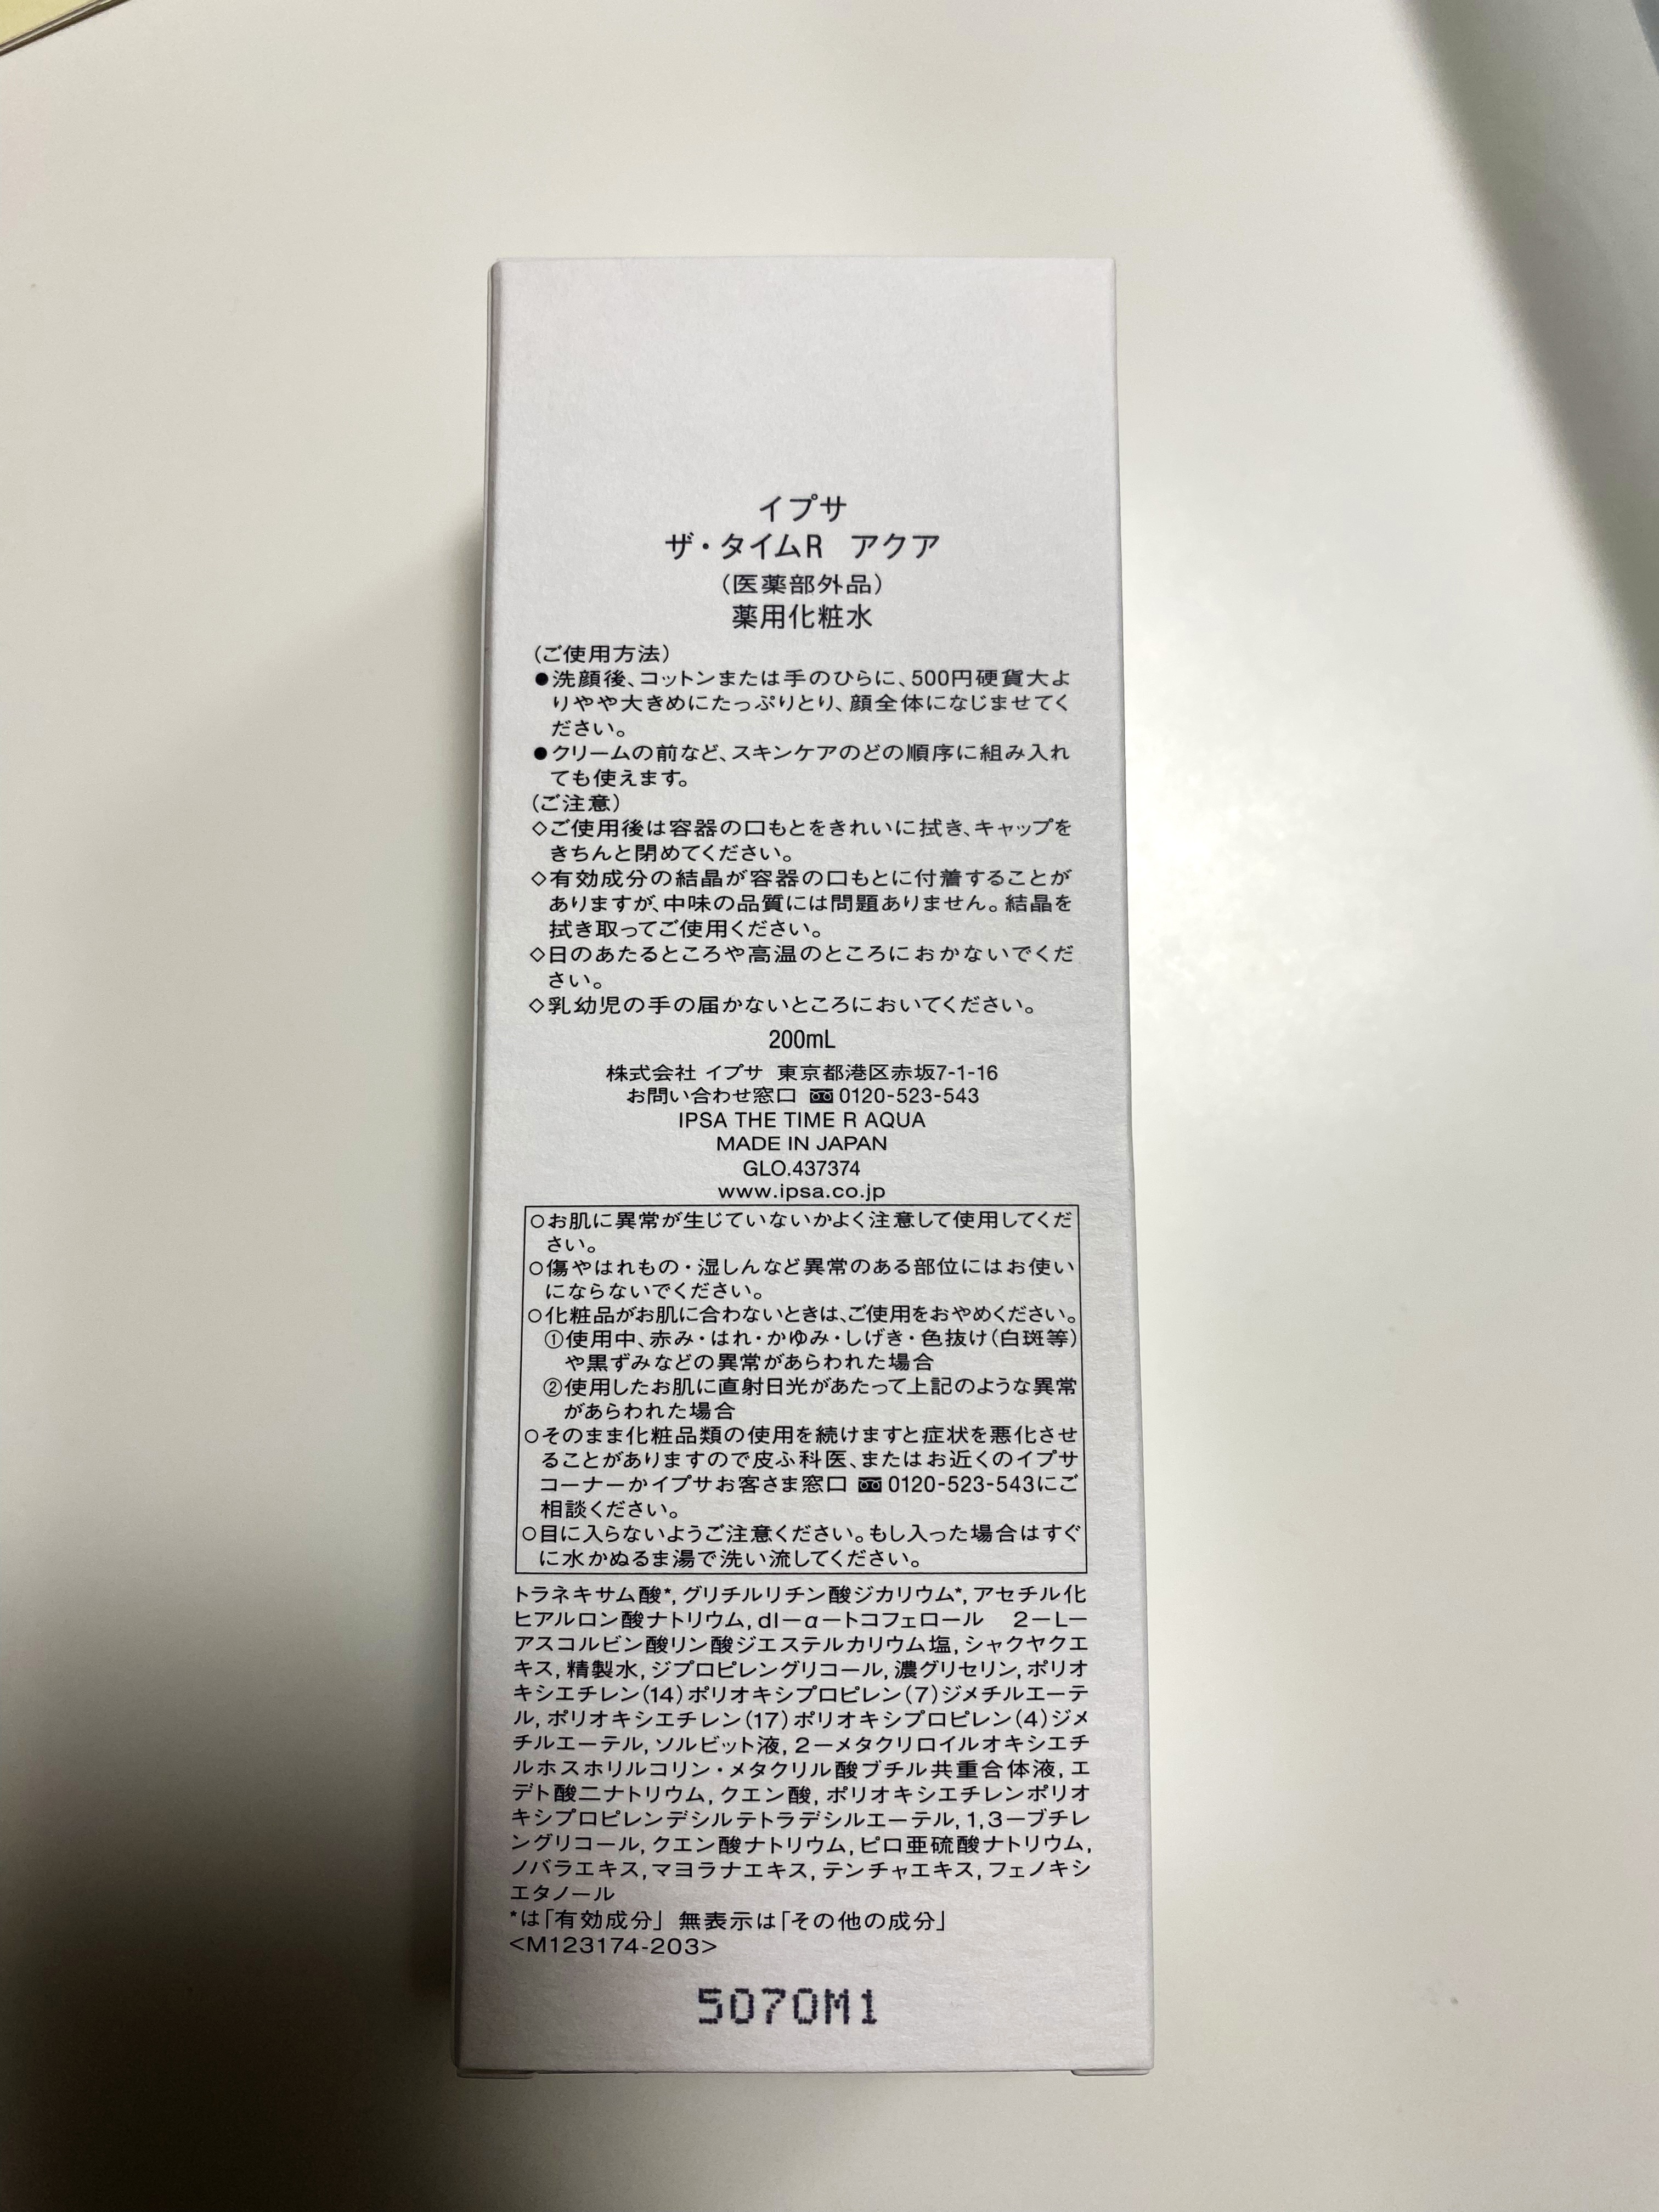 イプサ
ザ・タイムR アクア
(医薬部外品)
薬用化粧水
(ご使用方法)
●洗顔後、コットンまたは手のひらに、500円硬貨大よ
りやや大きめにたっぷりとり、顔全体になじませてく
ださい。
●クリームの前など、スキンケアのどの順序に組み入れ
ても使えます。
(ご注意)
◇ご使用後は容器の口もとをきれいに拭き、キャップを
きちんと閉めてください。
◇有効成分の結晶が容器の口もとに付着することが
ありますが、中味の品質には問題ありません。結晶を
拭き取ってご使用ください。
◇日のあたるところや高温のところにおかないでくだ
さい。
◇乳幼児の手の届かないところにおいてください。
200mL
株式会社 イプサ 東京都港区赤坂7-1-16
お問い合わせ窓口 0120-523-543
IPSA THE TIME R AQUA
MADE IN JAPAN
GLO.437374
www.ipsa.co.jp
○お肌に異常が生じていないかよく注意して使用してくだ
さい。
○傷やはれもの・湿しんなど異常のある部位にはお使い
にならないでください。
○化粧品がお肌に合わないときは、ご使用をおやめください。
①使用中、赤み・はれ・かゆみ・しげき・色抜け(白斑等)
や黒ずみなどの異常があらわれた場合
②使用したお肌に直射日光があたって上記のような異常
があらわれた場合
○そのまま化粧品類の使用を続けますと症状を悪化させ
ることがありますので皮ふ科医、またはお近くのイプサ
コーナーかイプサお客さま窓口 0120-523-543にご
相談ください。
○目に入らないようご注意ください。もし入った場合はすぐ
に水かぬるま湯で洗い流してください。
トラネキサム酸*,グリチルリチン酸ジカリウム*,アセチル化
ヒアルロン酸ナトリウム,dl－α－トコフェロール 2－L－
アスコルビン酸リン酸ジエステルカリウム塩,シャクヤクエ
キス,精製水,ジプロピレングリコール,濃グリセリン,ポリオ
キシエチレン(14)ポリオキシプロピレン(7)ジメチルエーテ
ル,ポリオキシエチレン(17)ポリオキシプロピレン(4)ジメ
チルエーテル,ソルビット液,2－メタクリロイルオキシエチ
ルホスホリルコリン・メタクリル酸ブチル共重合体液,エ
デト酸二ナトリウム,クエン酸,ポリオキシエチレンポリオ
キシプロピレンデシルテトラデシルエーテル,1,3－ブチレ
ングリコール,クエン酸ナトリウム,ピロ亜硫酸ナトリウム,
ノバラエキス,マヨラナエキス,テンチャエキス,フェノキシ
エタノール
*は「有効成分」 無表示は「その他の成分」
<M123174-203>
5070M1